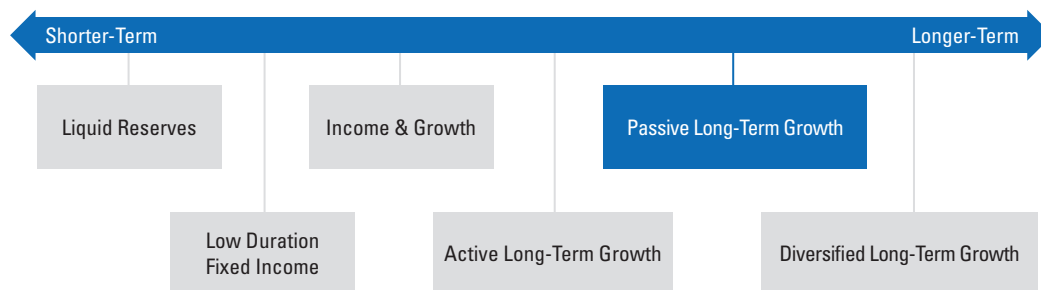 Shorter-Term
Longer-Term
Liquid Reserves
Income & Growth
Passive Long-Term Growth
Low Duration
Fixed Income
Active Long-Term Growth
Diversified Long-Term Growth